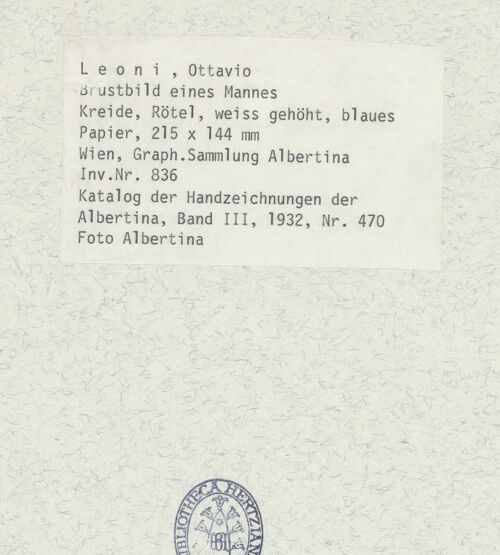 L e o n i , Ottavio
Brustbild eines Mannes
Kreide, Rötel, weiss gehöht, blaues
Papier, 215 x 144 mm
Wien, Graph.Sammlung Albertina
Inv.Nr. 836
Katalog der Handzeichnungen der
Albertina, Band III, 1932, Nr. 470
Foto Albertina
BIBLIOTHECA HERTZIAN